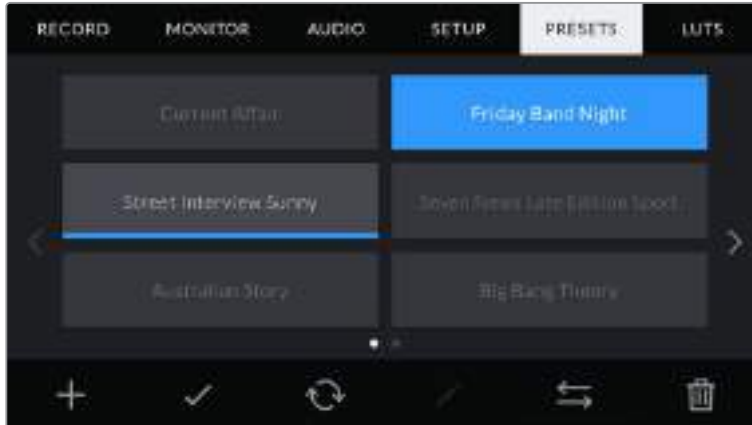 RECORD MONITOR AUDIO SETUP PRESETS LUTS
Current Affair Friday Band Night
Street Interview Sunny Seven News Late Edition Sport
Australian Story Big Bang Theory